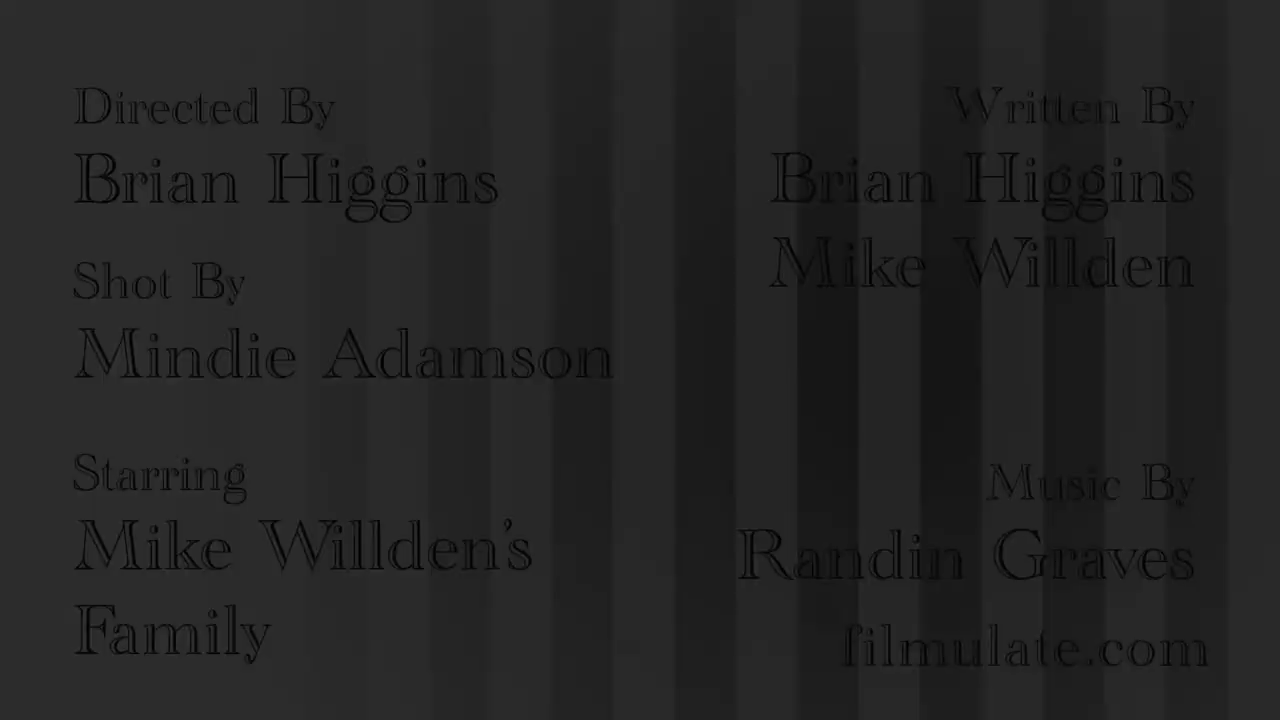 Directed By
Brian Higgins
Shot By
Mindie Adamson
Starring
Mike Willden's
Family
Written By
Brian Higgins
Mike Willden
Music By
Randin Graves
filmulate.com